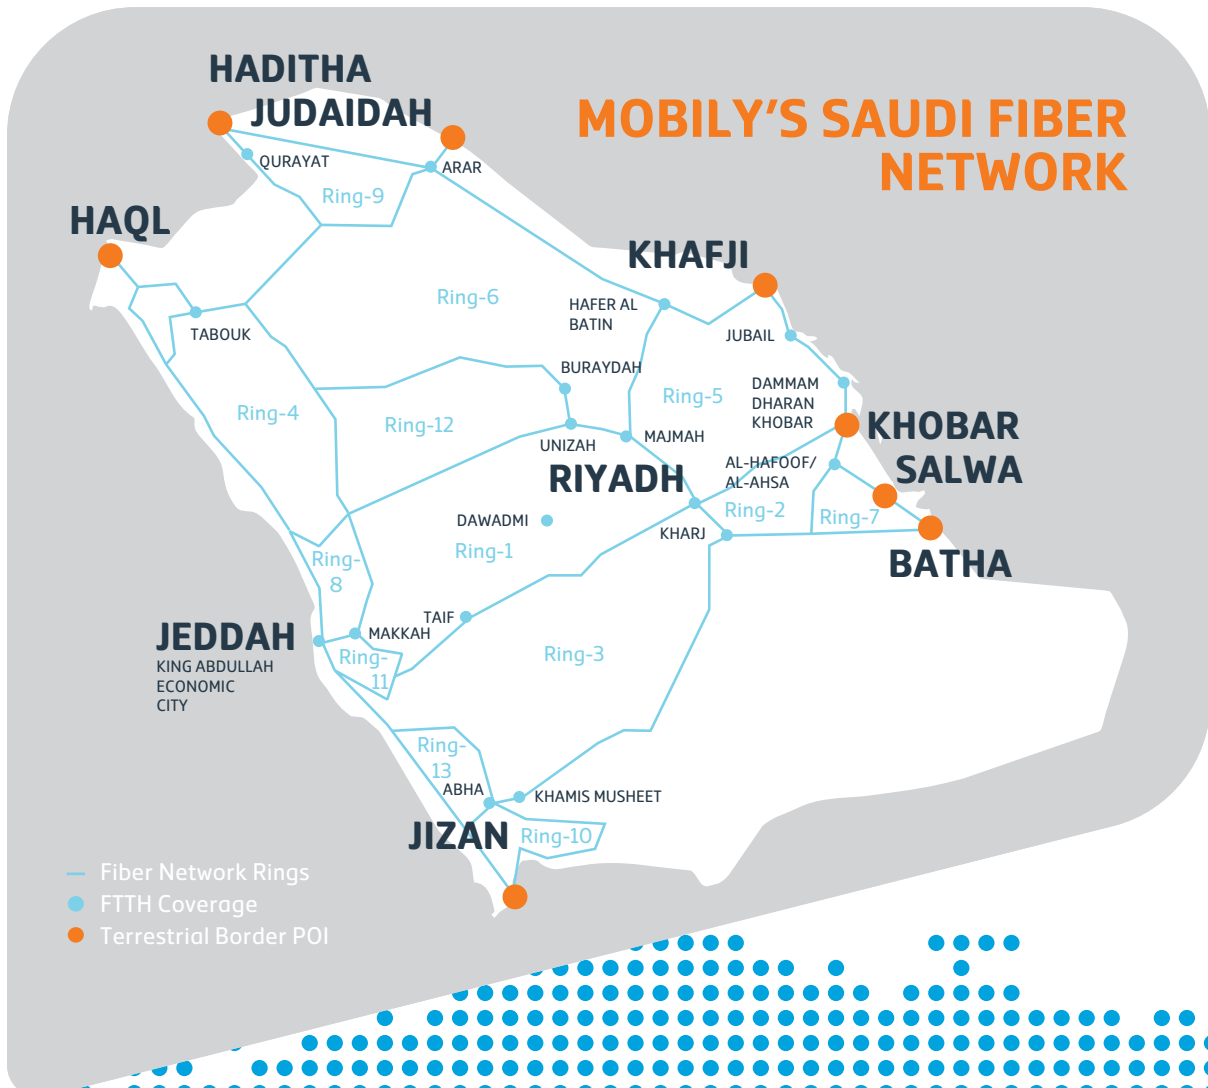 HADITHA
JUDAIDAH
MOBILY'S SAUDI FIBER
NETWORK
QURAYAT
ARAR
Ring-9
HAQL
KHAFJI
Ring-6
HAFER AL
BATIN
TABOUK
JUBAIL
BURAYDAH
DAMMAM
DHARAN
KHOBAR
Ring-5
Ring-4
Ring-12
KHOBAR
UNIZAH
MAJMAH
SALWA
AL-HAFOOF/
AL-AHSA
RIYADH
Ring-2
Ring-7
DAWADMI
KHARJ
Ring-1
BATHA
Ring-
8
TAIF
MAKKAH
JEDDAH
KING ABDULLAH
ECONOMIC
CITY
Ring-
11
Ring-3
Ring-
13
ABHA
KHAMIS MUSHEET
JIZAN
Ring-10
Fiber Network Rings
FTTH Coverage
Terrestrial Border POI